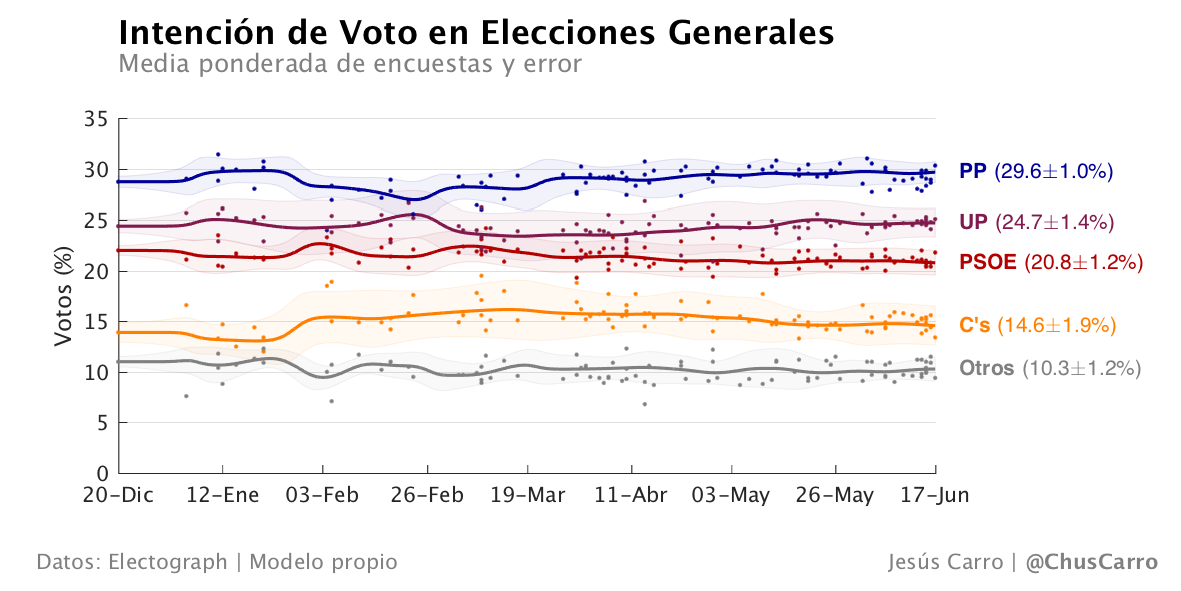 Intención de Voto en Elecciones Generales
Media ponderada de encuestas y error
35
30
25
20
15
10
5
0
Votos (%)
20-Dic 12-Ene 03-Feb 26-Feb 19-Mar 11-Abr 03-May 26-May 17-Jun
PP (29.6±1.0%)
UP (24.7±1.4%)
PSOE (20.8±1.2%)
C's (14.6±1.9%)
Otros (10.3±1.2%)
Datos: Electograph | Modelo propio
Jesús Carro | @ChusCarro